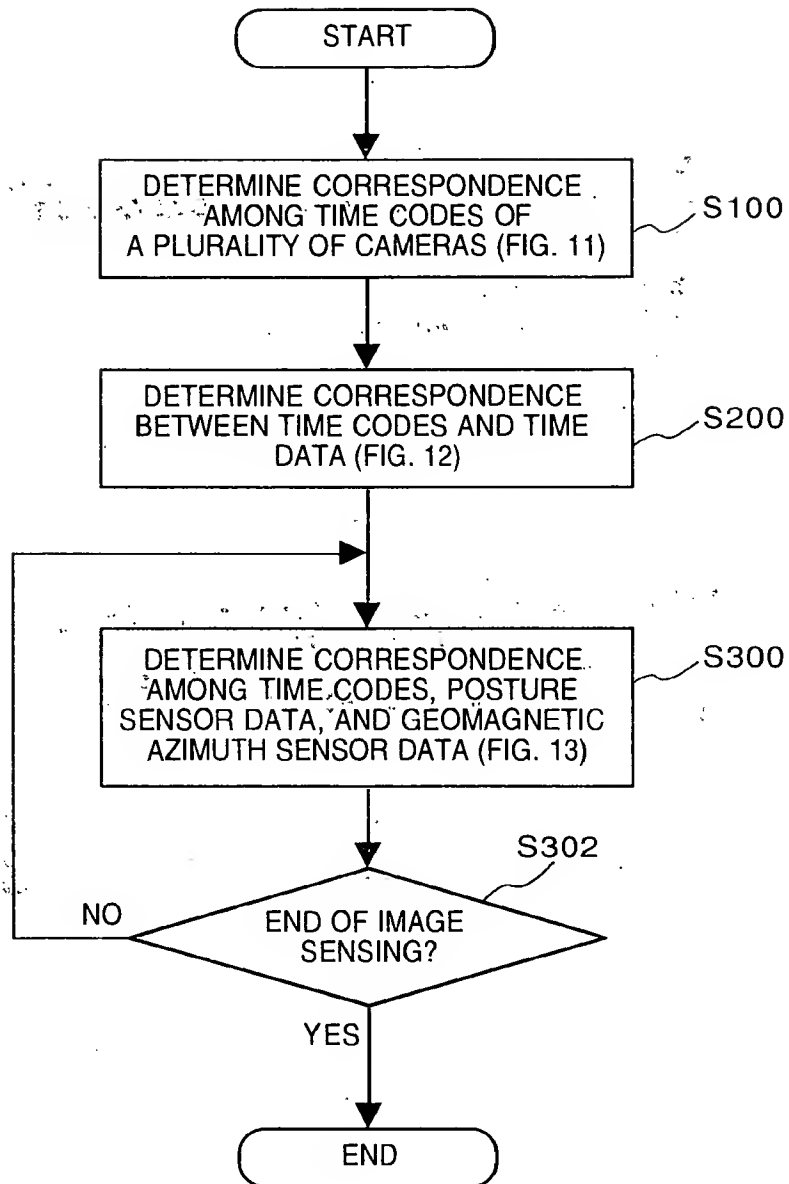 START
DETERMINE CORRESPONDENCE
AMONG TIME CODES OF
A PLURALITY OF CAMERAS (FIG. 11)
S100
DETERMINE CORRESPONDENCE
BETWEEN TIME CODES AND TIME
DATA (FIG. 12)
S200
DETERMINE CORRESPONDENCE
AMONG TIME CODES, POSTURE
SENSOR DATA, AND GEOMAGNETIC
AZIMUTH SENSOR DATA (FIG. 13)
S300
S302
NO
END OF IMAGE
SENSING?
YES
END